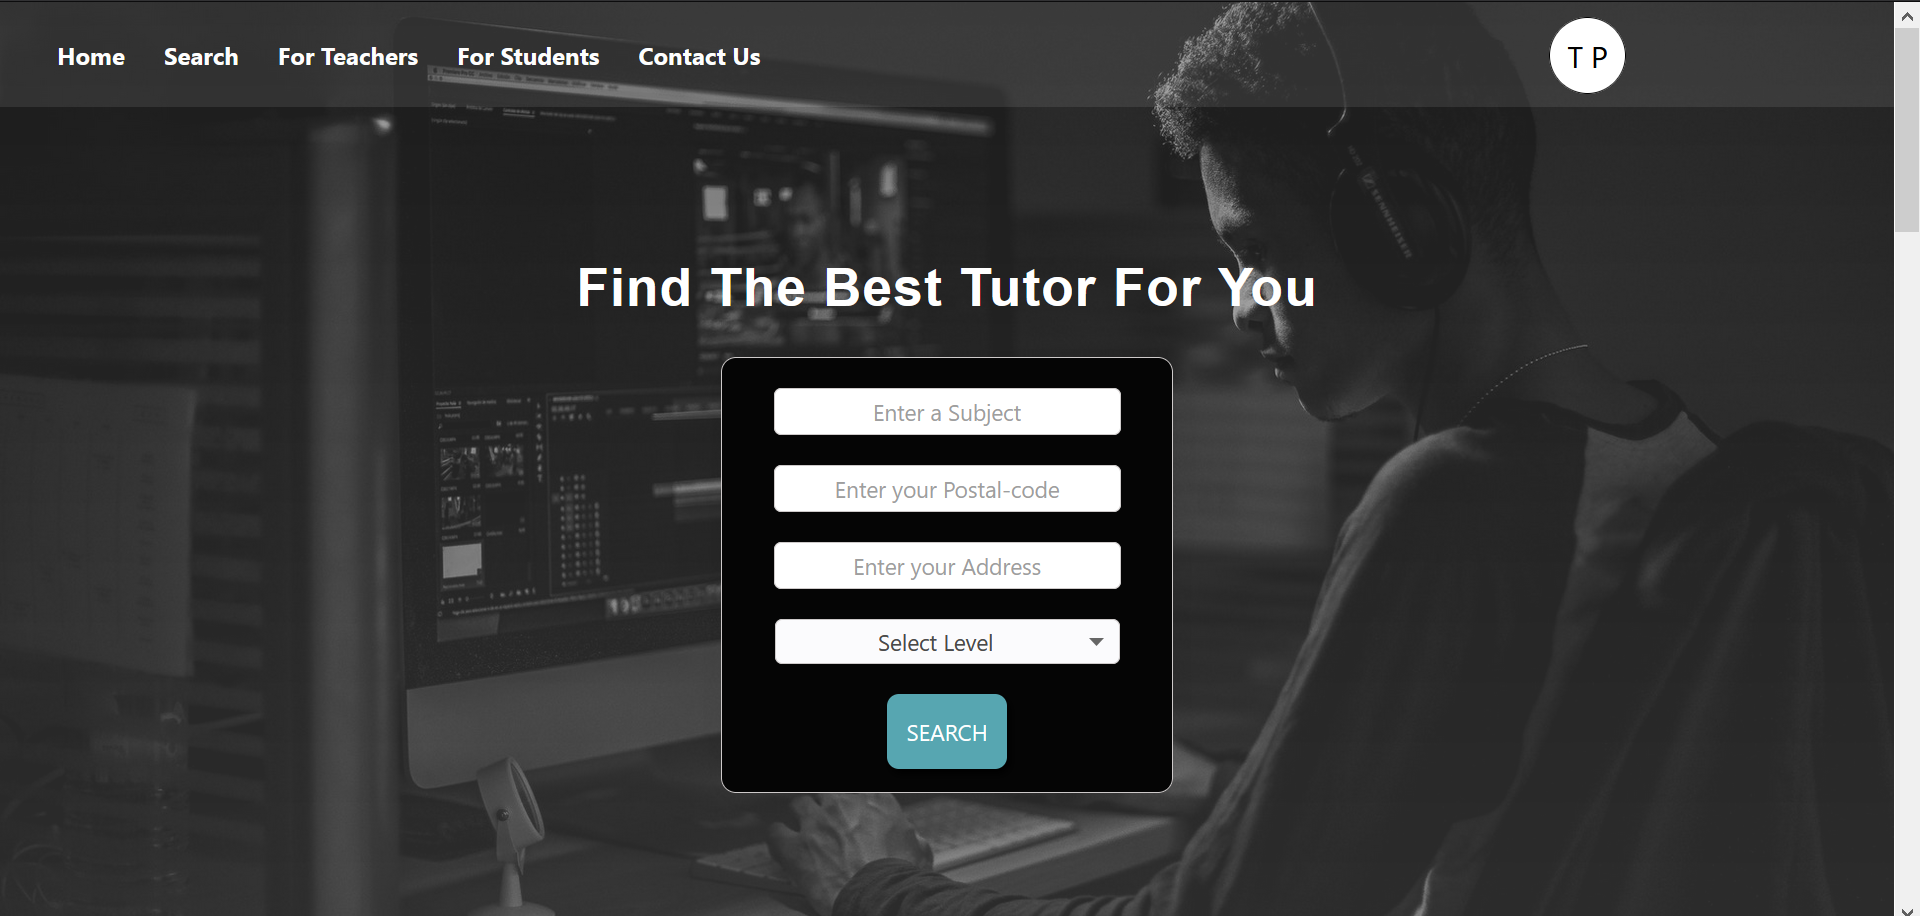 Home Search For Teachers For Students Contact Us
T P
SENNHEISER
Find The Best Tutor For You
Enter a Subject
Enter your Postal-code
Enter your Address
Select Level
SEARCH